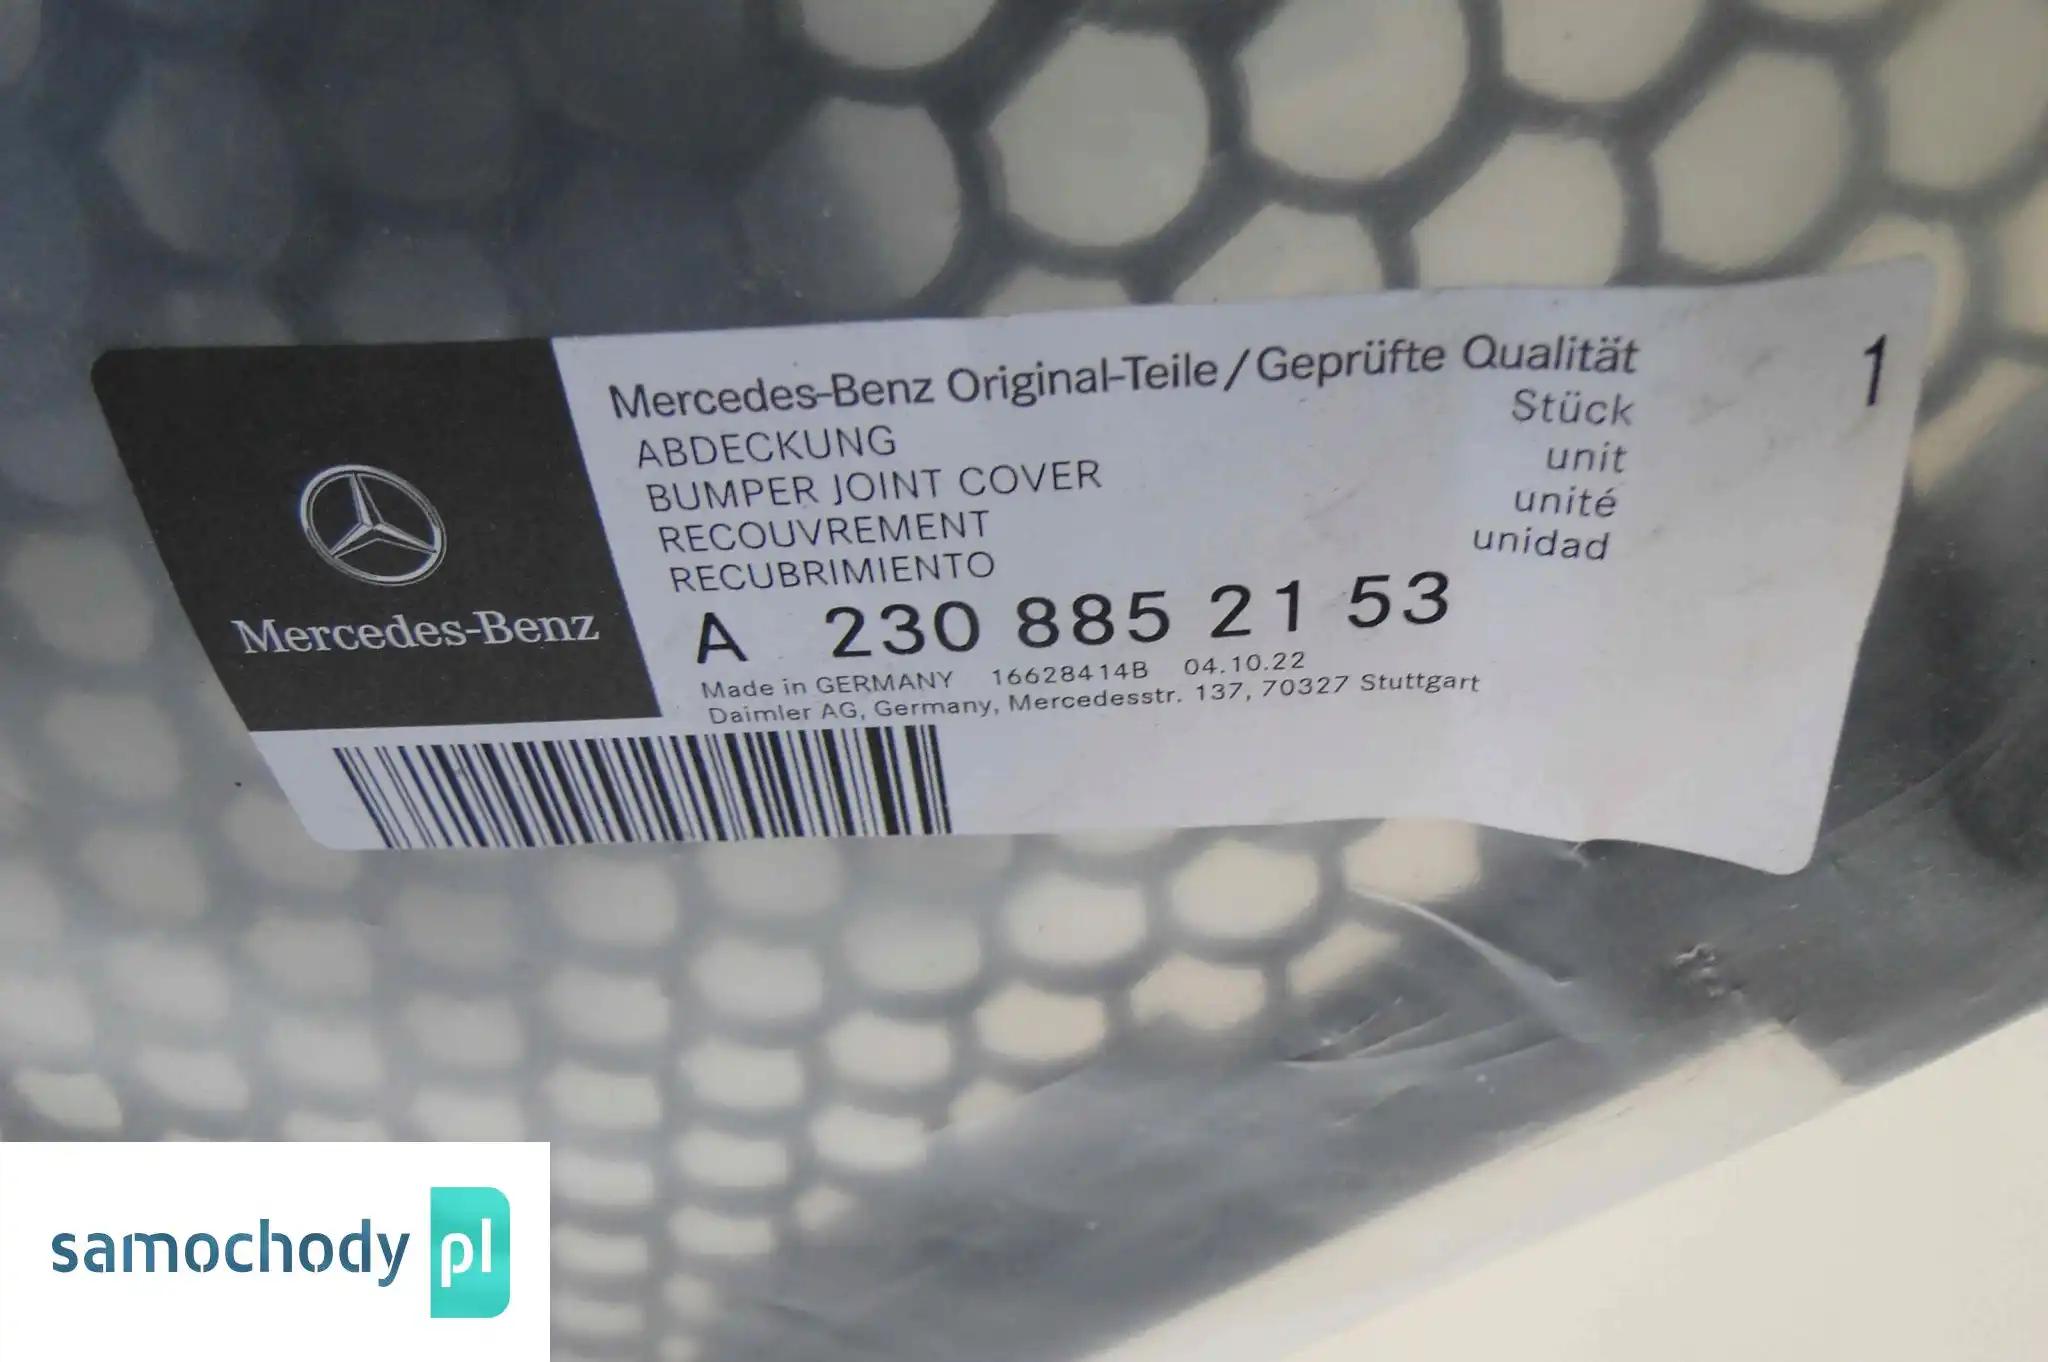 Mercedes-Benz
Mercedes-Benz Original-Teile/Geprüfte Qualität
ABDECKUNG
BUMPER JOINT COVER
RECOUVREMENT
RECUBRIMIENTO
Stück
unit
unité
unidad
1
A 230 885 21 53
Made in GERMANY 16628414B 04.10.22
Daimler AG, Germany, Mercedesstr. 137, 70327 Stuttgart
samochody pl